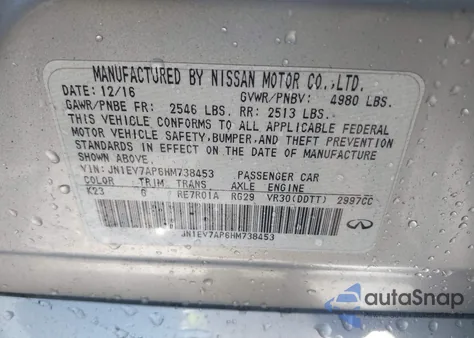 MANUFACTURED BY NISSAN MOTOR CO., LTD.
DATE: 12/16 GVWR/PNBV: 4980 LBS.
GAWR/PNBE FR: 2546 LBS. RR: 2513 LBS.
THIS VEHICLE CONFORMS TO ALL APPLICABLE FEDERAL
MOTOR VEHICLE SAFETY, BUMPER, AND THEFT PREVENTION
STANDARDS IN EFFECT ON THE DATE OF MANUFACTURE
SHOWN ABOVE.
VIN: JN1EV7AP6HM738453 PASSENGER CAR
COLOR TRIM TRANS AXLE ENGINE
K23 G RE7R01A RG29 VR30(DDTT) 2997CC
JN1EV7AP6HM738453
autoSnap